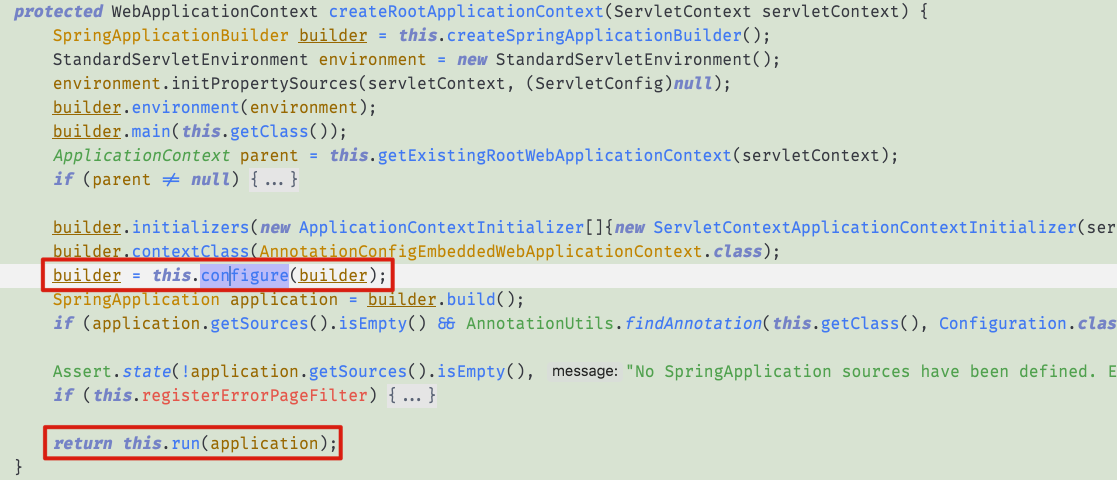 protected WebApplicationContext createRootApplicationContext(ServletContext servletContext) {
    SpringApplicationBuilder builder = this.createSpringApplicationBuilder();
    StandardServletEnvironment environment = new StandardServletEnvironment();
    environment.initPropertySources(servletContext, (ServletConfig)null);
    builder.environment(environment);
    builder.main(this.getClass());
    ApplicationContext parent = this.getExistingRootWebApplicationContext(servletContext);
    if (parent ≠ null) {...}
    builder.initializers(new ApplicationContextInitializer[]{new ServletContextApplicationContextInitializer(ser
    builder.contextClass(AnnotationConfigEmbeddedWebApplicationContext.class);
    builder = this.configure(builder);
    SpringApplication application = builder.build();
    if (application.getSources().isEmpty() && AnnotationUtils.findAnnotation(this.getClass(), Configuration.clas
    Assert.state(!application.getSources().isEmpty(), message: "No SpringApplication sources have been defined. E
    if (this.registerErrorPageFilter) {...}
    return this.run(application);
}